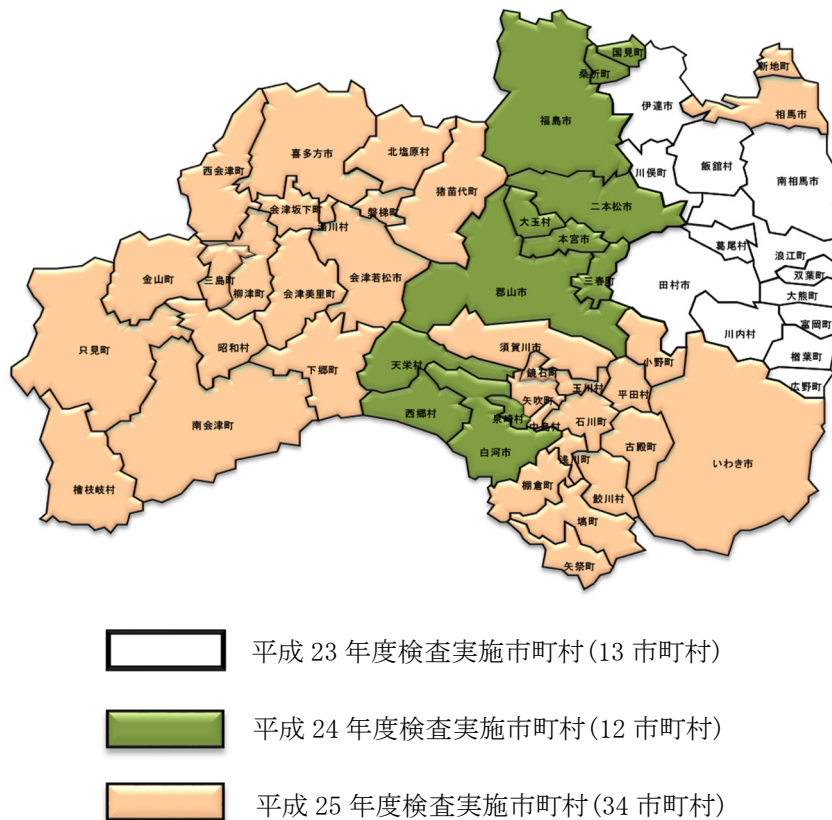 国見町
桑折町
新地町
伊達市
相馬市
福島市
喜多方市
北塩原村
飯舘村
西会津町
川俣町
南相馬市
猪苗代町
会津坂下町
磐梯町
二本松市
湯川村
大玉村
本宮市
葛尾村
浪江町
会津若松市
双葉町
金山町
三島町
三春町
田村市
柳津町
会津美里町
郡山市
大熊町
富岡町
川内村
只見町
昭和村
須賀川市
楢葉町
下郷町
天栄村
小野町
鏡石町
玉川村
平田村
広野町
矢吹町
西郷村
泉崎村
中島村
石川町
南会津町
古殿町
白河市
浅川町
いわき市
棚倉町
檜枝岐村
鮫川村
塙町
矢祭町
平成 23 年度検査実施市町村(13 市町村)
平成 24 年度検査実施市町村(12 市町村)
平成 25 年度検査実施市町村(34 市町村)